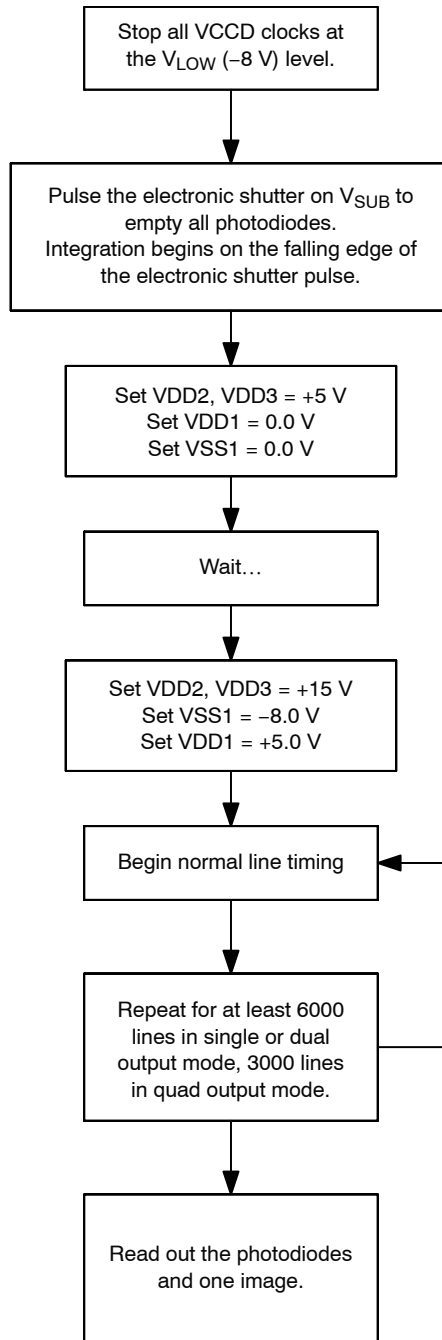 Stop all VCCD clocks at
the VLOW (−8 V) level.
Pulse the electronic shutter on VSUB to
empty all photodiodes.
Integration begins on the falling edge of
the electronic shutter pulse.
Set VDD2, VDD3 = +5 V
Set VDD1 = 0.0 V
Set VSS1 = 0.0 V
Wait…
Set VDD2, VDD3 = +15 V
Set VSS1 = −8.0 V
Set VDD1 = +5.0 V
Begin normal line timing
Repeat for at least 6000
lines in single or dual
output mode, 3000 lines
in quad output mode.
Read out the photodiodes
and one image.